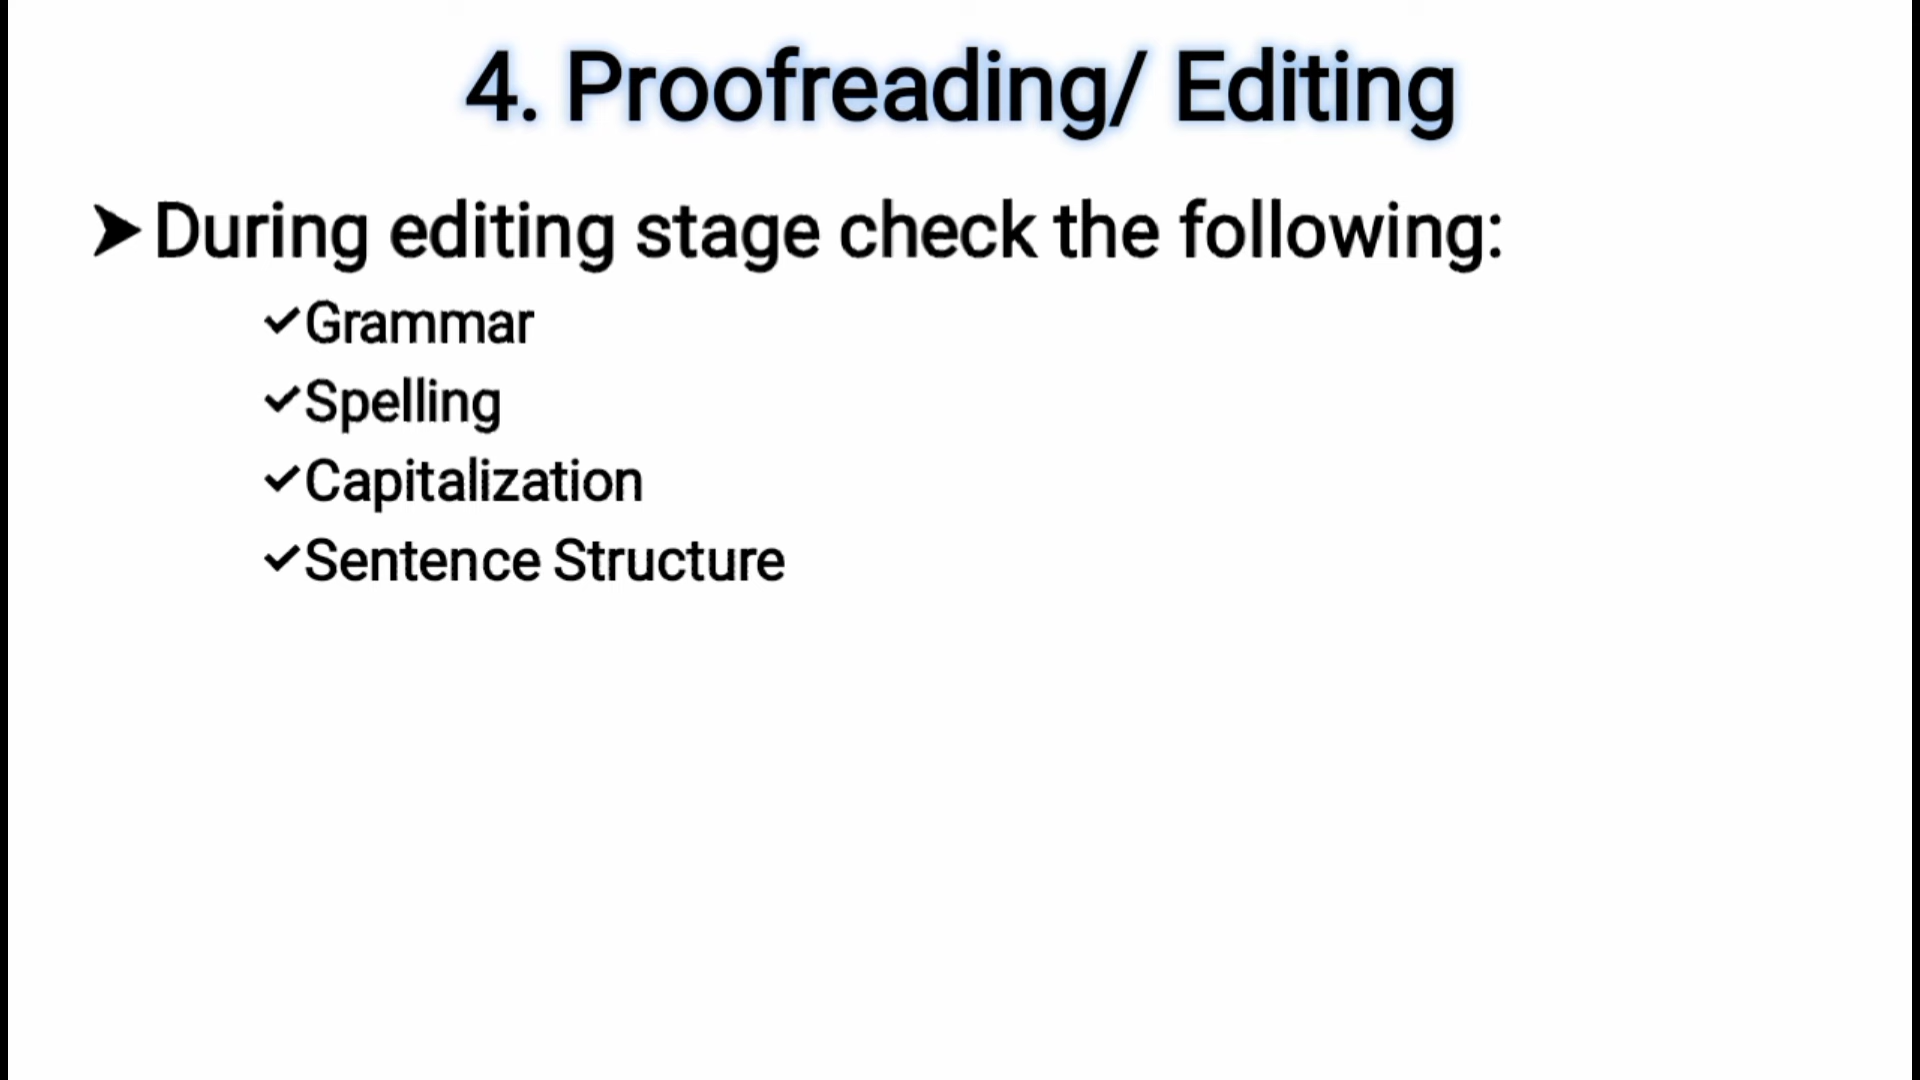 4. Proofreading/ Editing
➤During editing stage check the following:
✓Grammar
✓Spelling
✓Capitalization
✓Sentence Structure